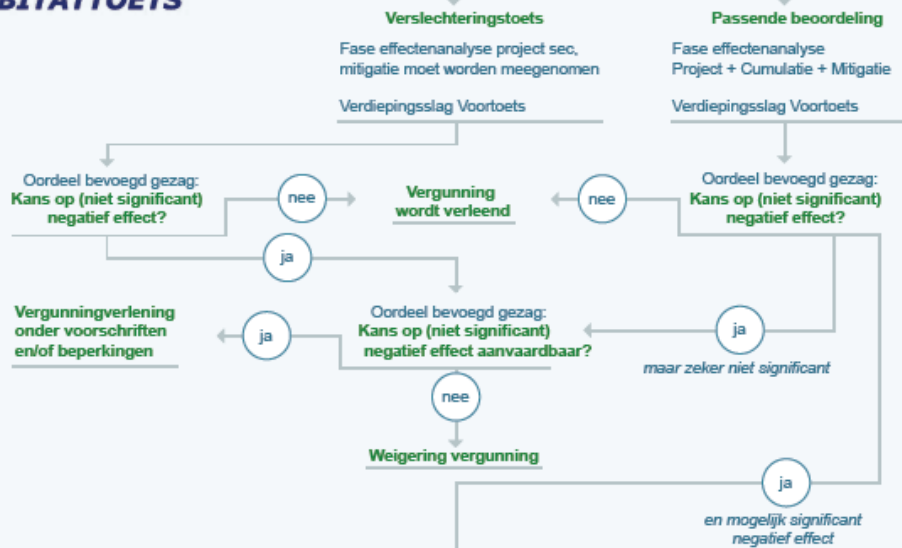 BITATTOETS
Verslechteringstoets
Fase effectenanalyse project sec,
mitigatie moet worden meegenomen
Verdiepingsslag Voortoets
Passende beoordeling
Fase effectenanalyse
Project + Cumulatie + Mitigatie
Verdiepingsslag Voortoets
Oordeel bevoegd gezag:
Kans op (niet significant)
negatief effect?
nee
Vergunning
wordt verleend
nee
Oordeel bevoegd gezag:
Kans op (niet significant)
negatief effect?
ja
Vergunningverlening
onder voorschriften
en/of beperkingen
ja
Oordeel bevoegd gezag:
Kans op (niet significant)
negatief effect aanvaardbaar?
ja
maar zeker niet significant
nee
Weigering vergunning
ja
en mogelijk significant
negatief effect